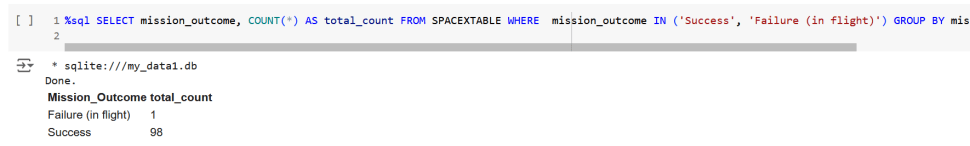 [ ] 1 %sql SELECT mission_outcome, COUNT(*) AS total_count FROM SPACEXTABLE WHERE  mission_outcome IN ('Success', 'Failure (in flight)') GROUP BY mis
2
* sqlite:///my_data1.db
Done.
Mission_Outcome total_count
Failure (in flight) 1
Success 98